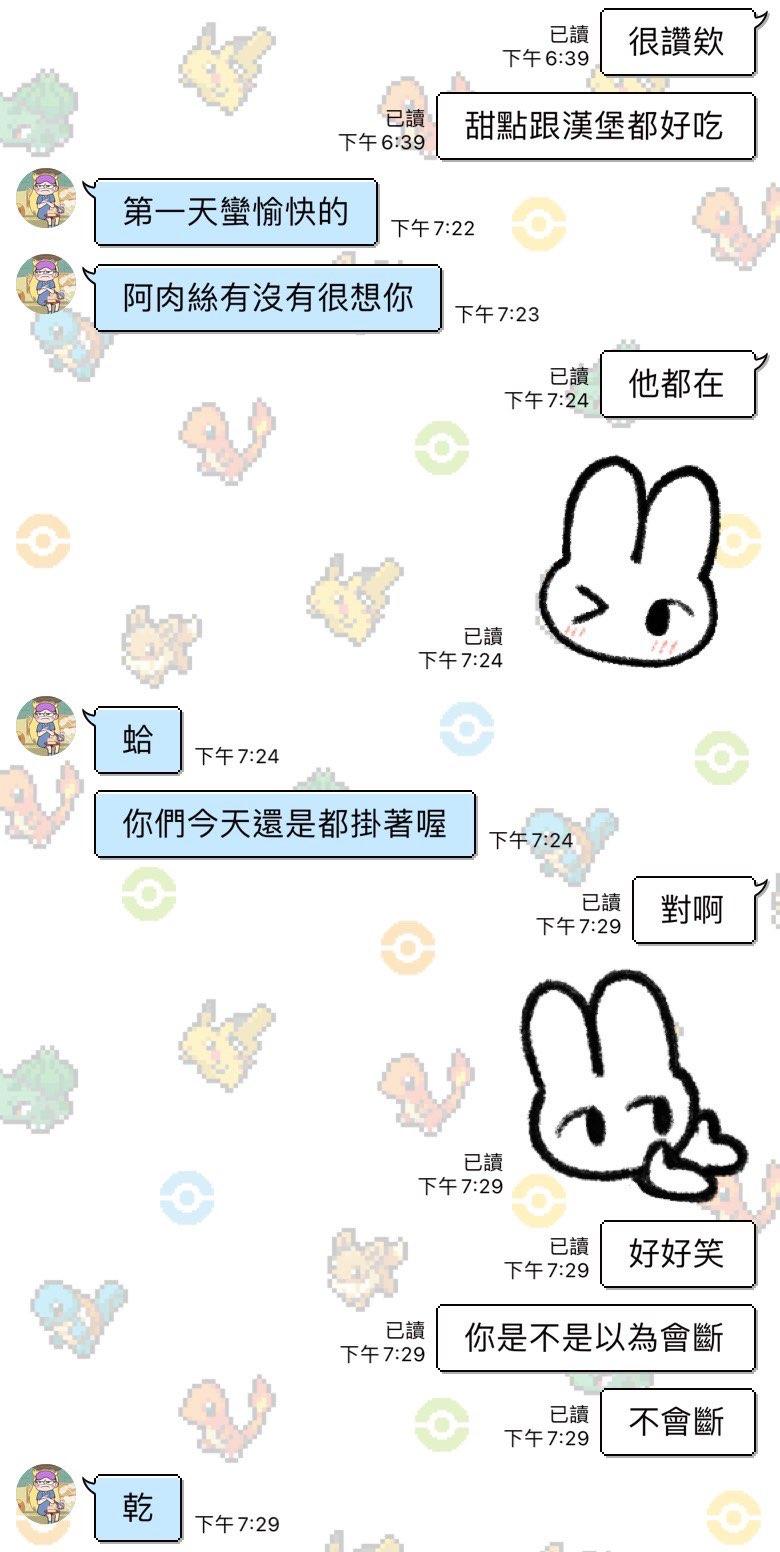 已讀
下午6:39
很讚欸
已讀
下午6:39
甜點跟漢堡都好吃
第一天蠻愉快的
下午7:22
阿肉絲有沒有很想你
下午7:23
已讀
下午7:24
他都在
已讀
下午7:24
蛤
下午7:24
你們今天還是都掛著喔
下午7:24
已讀
下午7:29
對啊
已讀
下午7:29
已讀
下午7:29
好好笑
已讀
下午7:29
你是不是以為會斷
已讀
下午7:29
不會斷
乾
下午7:29